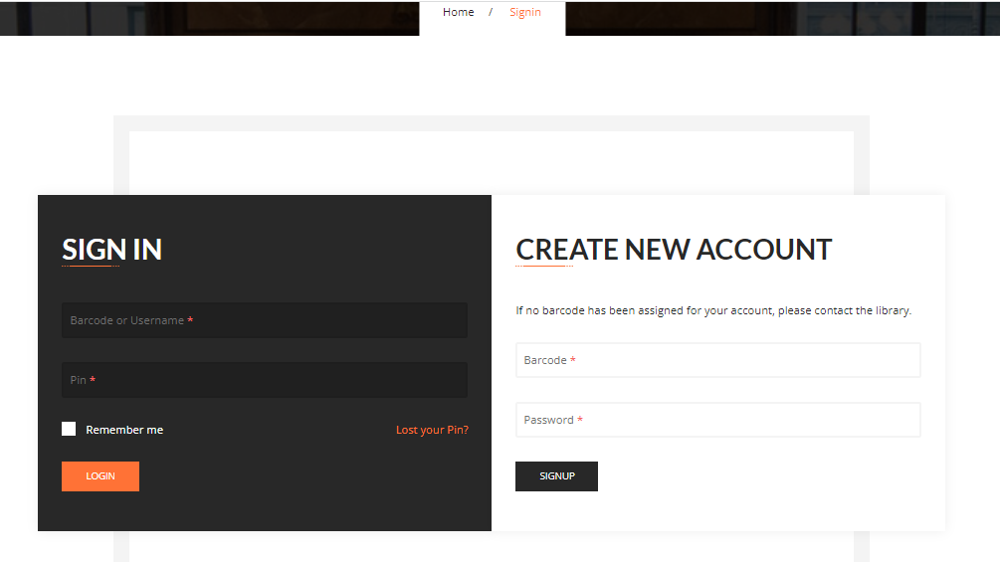 Home / Signin
SIGN IN
Barcode or Username *
Pin *
Remember me
Lost your Pin?
LOGIN
CREATE NEW ACCOUNT
If no barcode has been assigned for your account, please contact the library.
Barcode *
Password *
SIGNUP